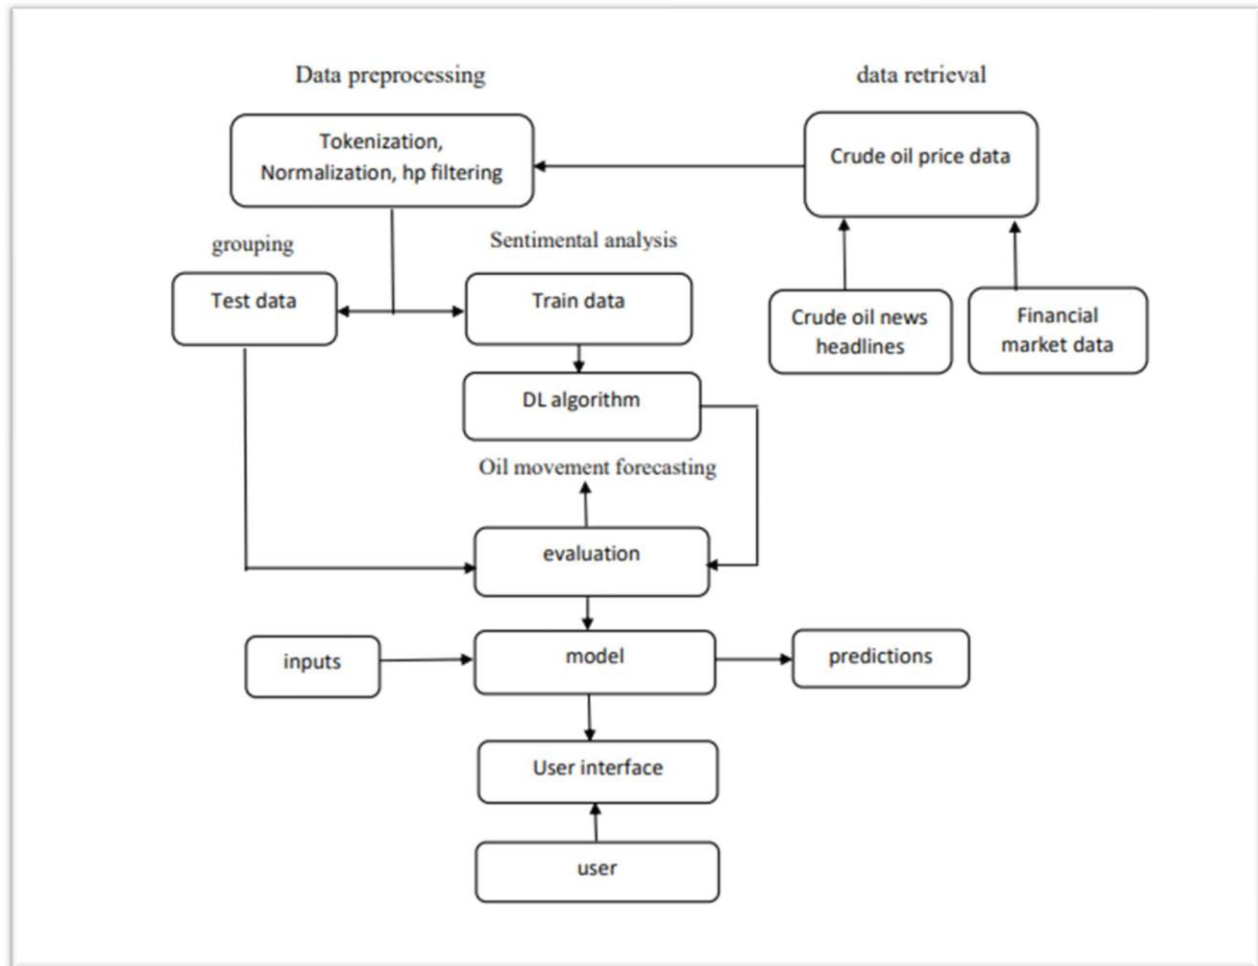 Data preprocessing
data retrieval
Tokenization,
Normalization, hp filtering
Crude oil price data
grouping
Sentimental analysis
Test data
Train data
Crude oil news
headlines
Financial
market data
DL algorithm
Oil movement forecasting
evaluation
inputs
model
predictions
User interface
user